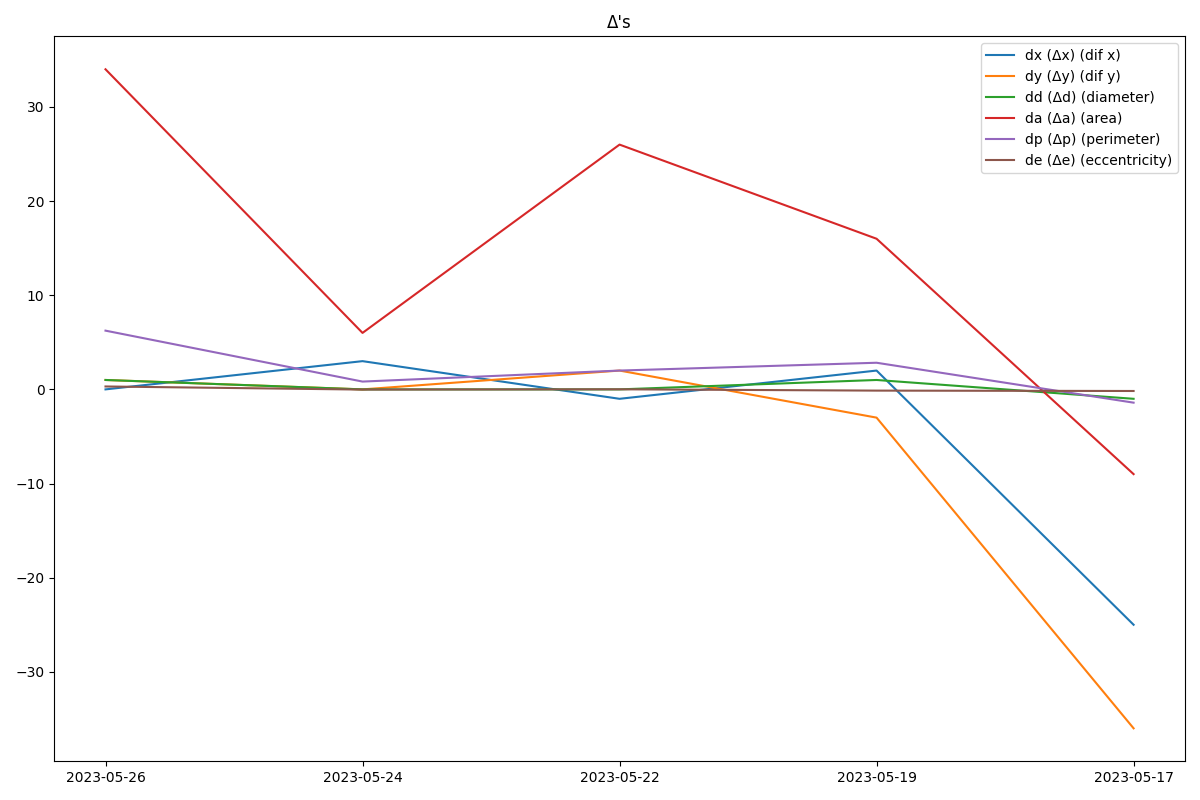 Δ's
dx (Δx) (dif x)
dy (Δy) (dif y)
dd (Δd) (diameter)
da (Δa) (area)
dp (Δp) (perimeter)
de (Δe) (eccentricity)
30
20
10
0
−10
−20
−30
2023-05-26 2023-05-24 2023-05-22 2023-05-19 2023-05-17